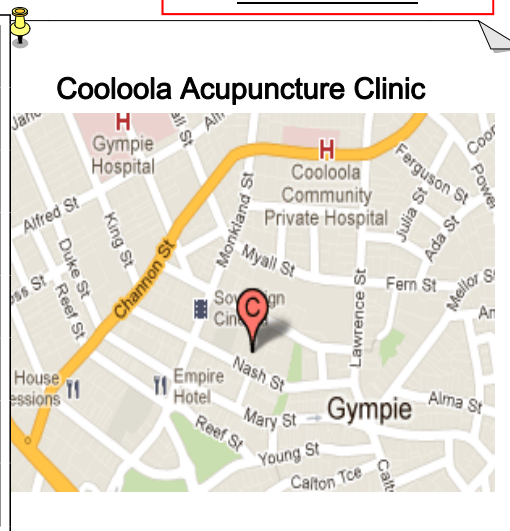 Cooloola Acupuncture Clinic
H
Gympie
Hospital
H
Cooloola
Community
Private Hospital
Ferguson St
Julia St
Ada St
Alfred St
King St
Duke St
Reef St
Channon St
Monkland St
Myall St
Fern St
Mellor S
Lawrence St
C
Nash St
House
essions
Empire
Hotel
Mary St
Gympie
Alma St
Reef St
Young St
Calton Tce